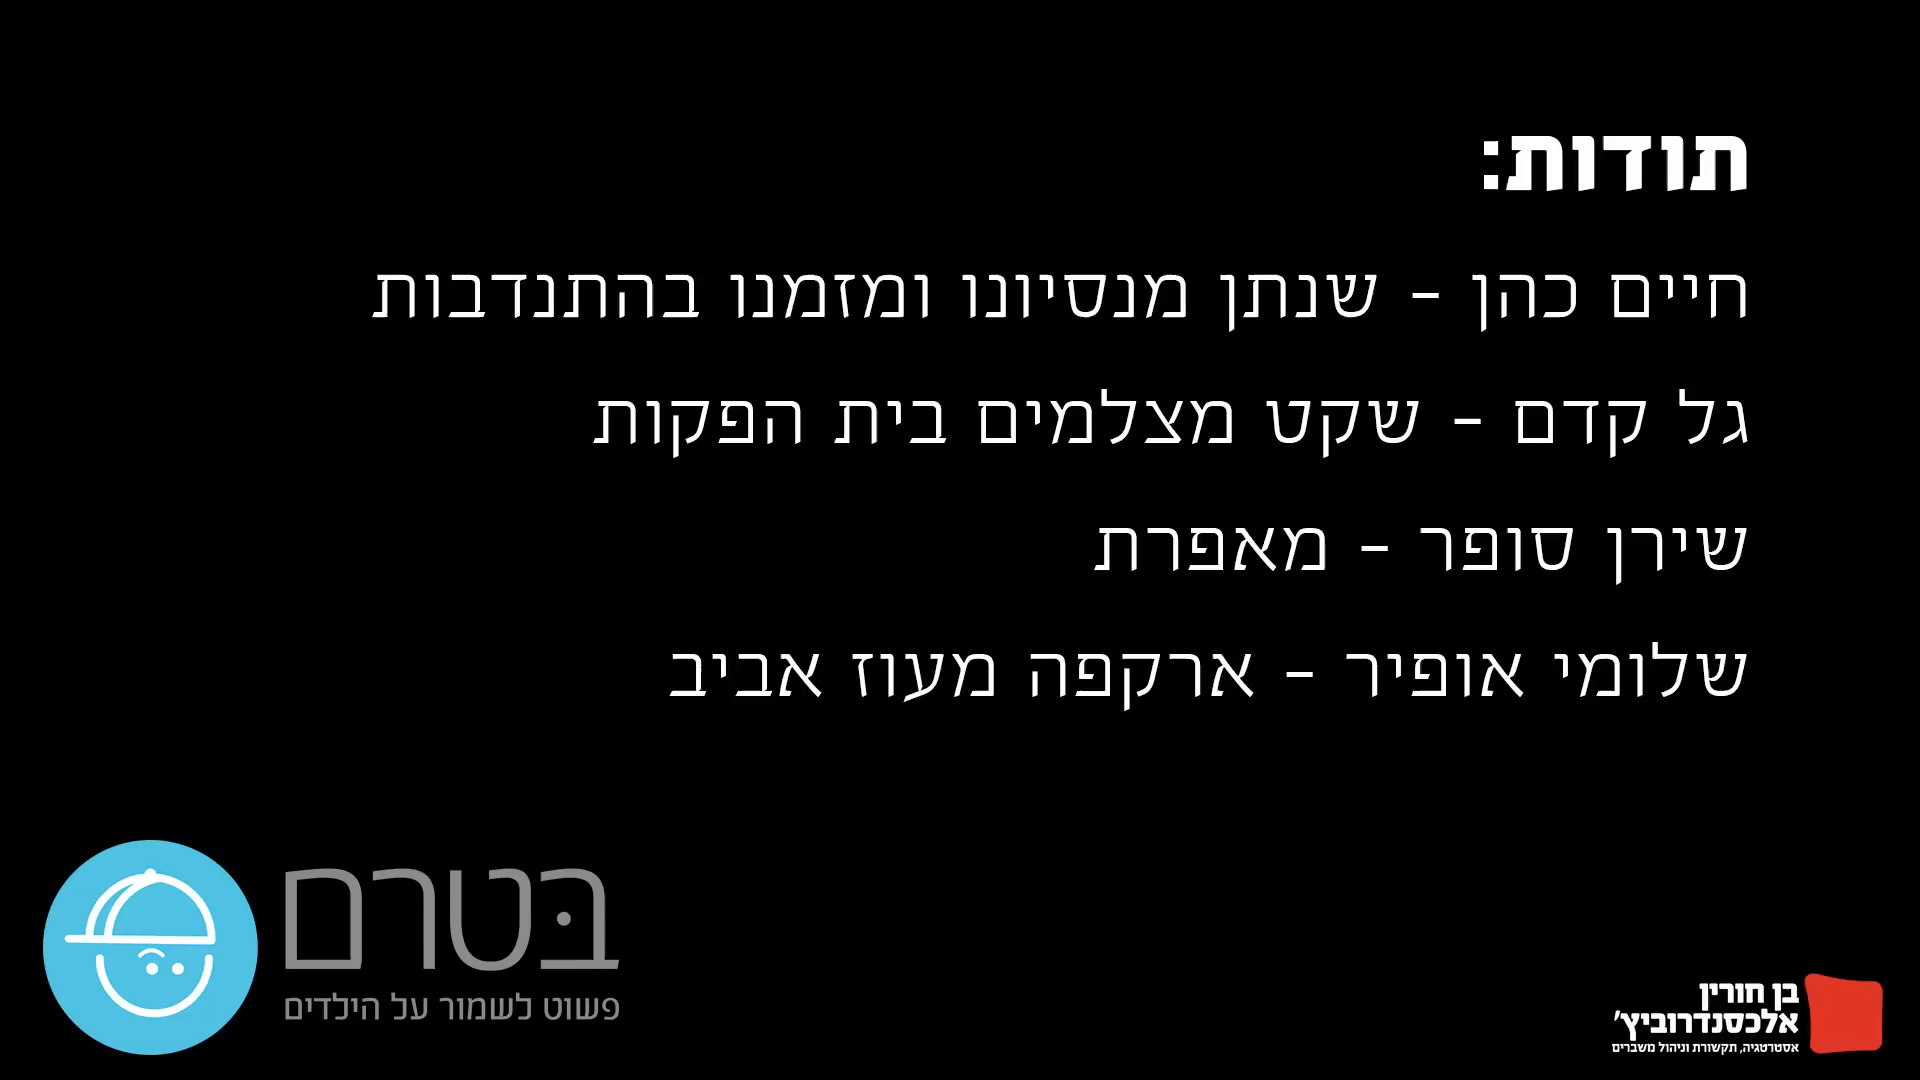 תודות:
חיים כהן - שנתן מנסיונו ומזמנו בהתנדבות
גל קדם - שקט מצלמים בית הפקות
שירן סופר - מאפרת
שלומי אופיר - ארקפה מעוז אביב
בּטרם
פשוט לשמור על הילדים
בן חורין
אלכסנדרוביץ'
אסטרטגיה, תקשורת וניהול משברים